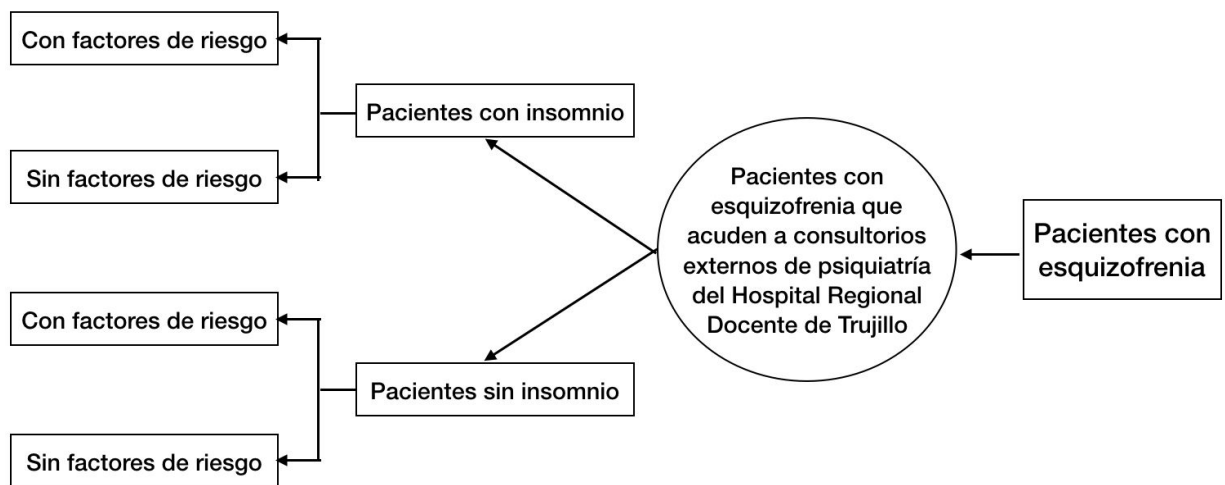 Con factores de riesgo
Sin factores de riesgo
Pacientes con insomnio
Con factores de riesgo
Sin factores de riesgo
Pacientes sin insomnio
Pacientes con
esquizofrenia que
acuden a consultorios
externos de psiquiatría
del Hospital Regional
Docente de Trujillo
Pacientes con
esquizofrenia